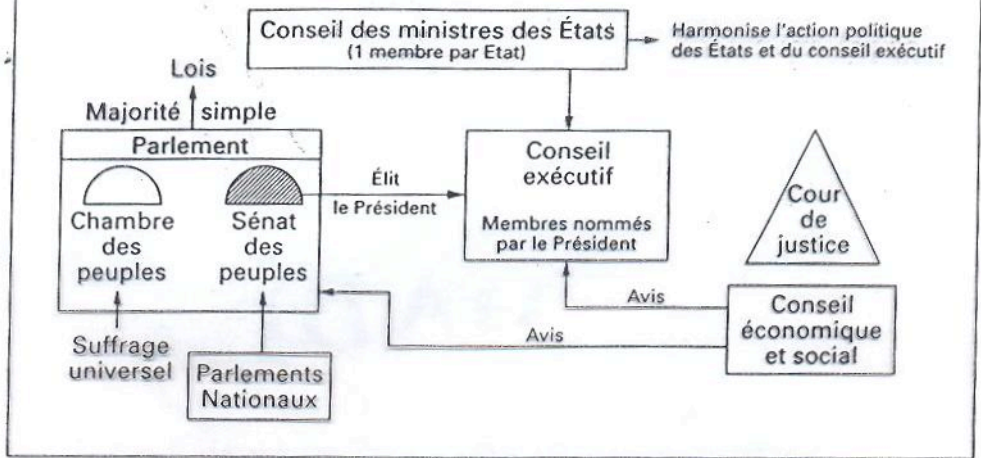 Conseil des ministres des États
(1 membre par Etat)
Harmonise l'action politique
des États et du conseil exécutif
Lois
Majorité simple
Parlement
Chambre
des
peuples
Sénat
des
peuples
Élit
le Président
Conseil
exécutif
Membres nommés
par le Président
Cour
de
justice
Avis
Avis
Conseil
économique
et social
Suffrage
universel
Parlements
Nationaux